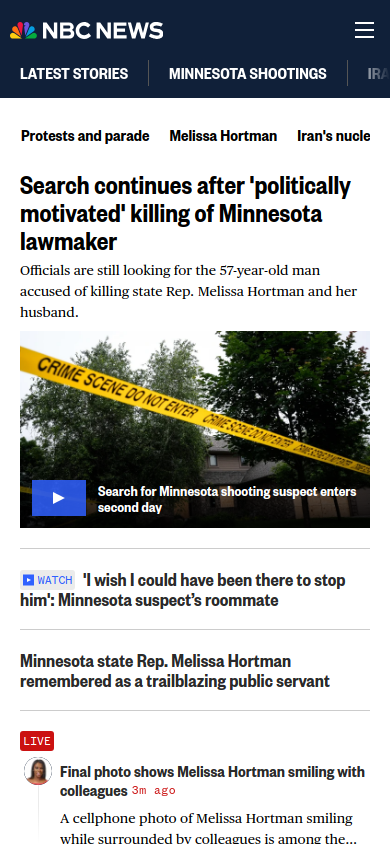 NBC NEWS
LATEST STORIES MINNESOTA SHOOTINGS IRA
Protests and parade Melissa Hortman Iran's nucle
Search continues after 'politically
motivated' killing of Minnesota
lawmaker
Officials are still looking for the 57-year-old man
accused of killing state Rep. Melissa Hortman and her
husband.
CRIME SCENE DO NOT ENTER CRIME SCENE DO NOT ENTER
Search for Minnesota shooting suspect enters
second day
WATCH 'I wish I could have been there to stop
him': Minnesota suspect’s roommate
Minnesota state Rep. Melissa Hortman
remembered as a trailblazing public servant
LIVE
Final photo shows Melissa Hortman smiling with
colleagues 3m ago
A cellphone photo of Melissa Hortman smiling
while surrounded by colleagues is among the...